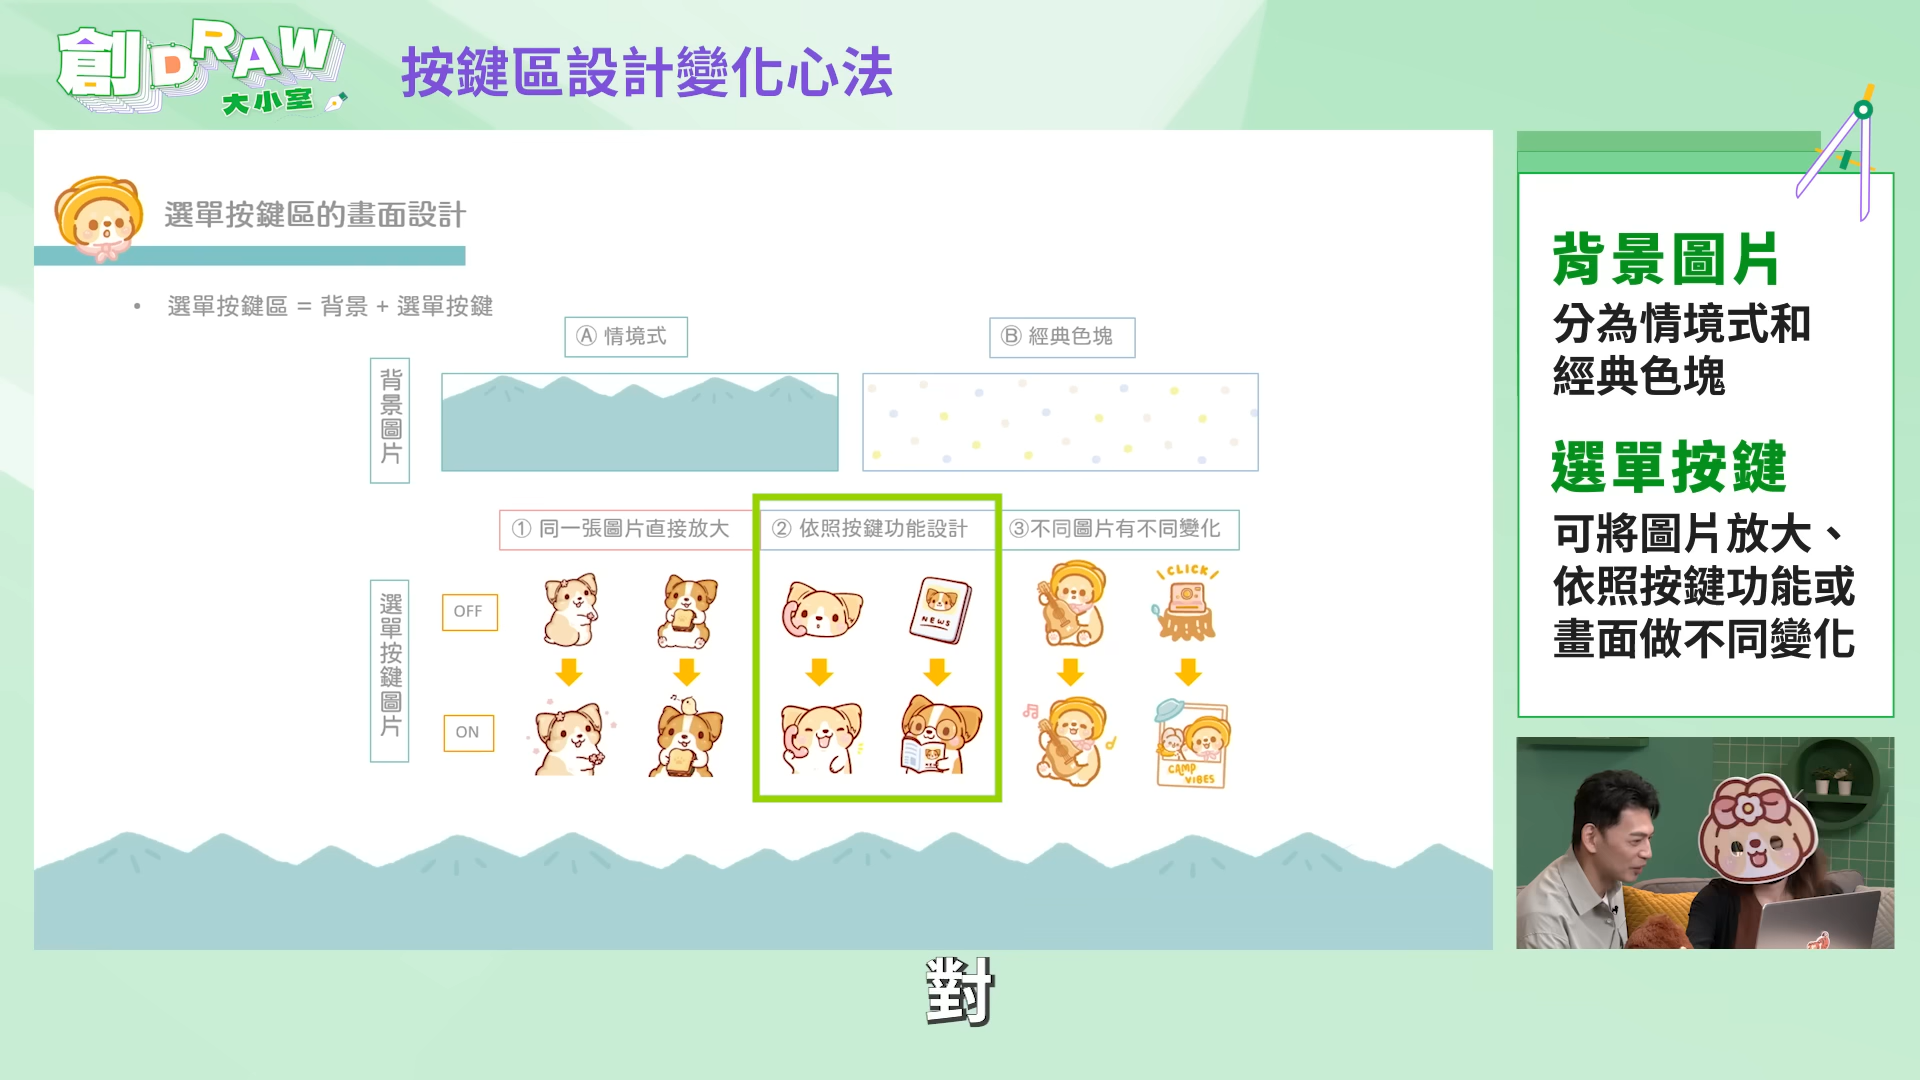 創DRAW
大小室
按鍵區設計變化心法
選單按鍵區的畫面設計
• 選單按鍵區 = 背景 + 選單按鍵
Ⓐ 情境式
Ⓑ 經典色塊
背景圖片
① 同一張圖片直接放大
② 依照按鍵功能設計
③不同圖片有不同變化
選單按鍵圖片
OFF
NEWS
CLICK
ON
CAMP
VIBES
背景圖片
分為情境式和
經典色塊
選單按鍵
可將圖片放大、
依照按鍵功能或
畫面做不同變化
對